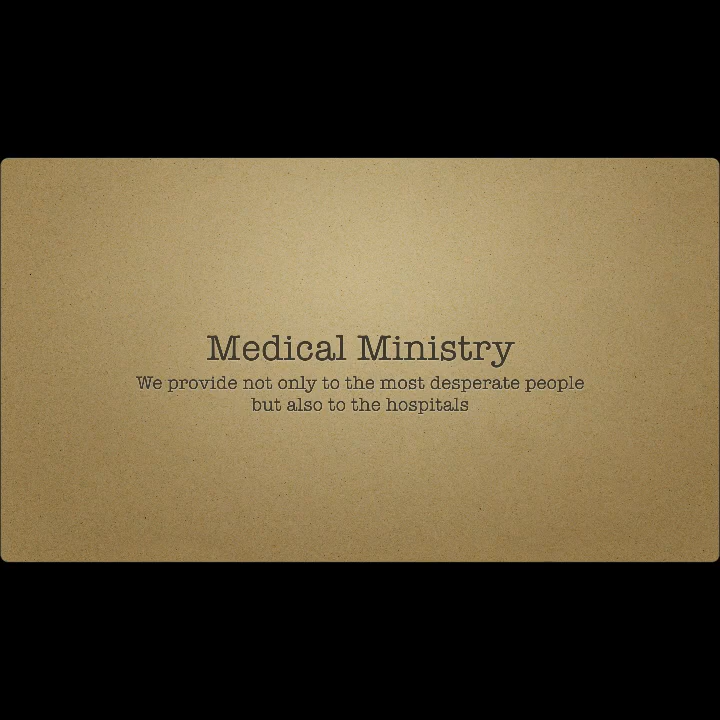 Medical Ministry
We provide not only to the most desperate people
but also to the hospitals